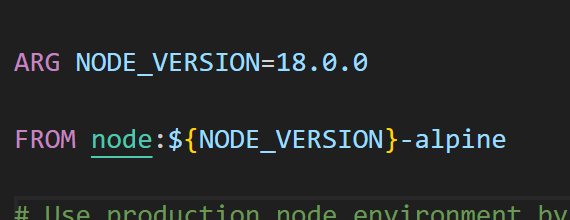 ARG NODE_VERSION=18.0.0
FROM node:${NODE_VERSION}-alpine
# Use production node environment by